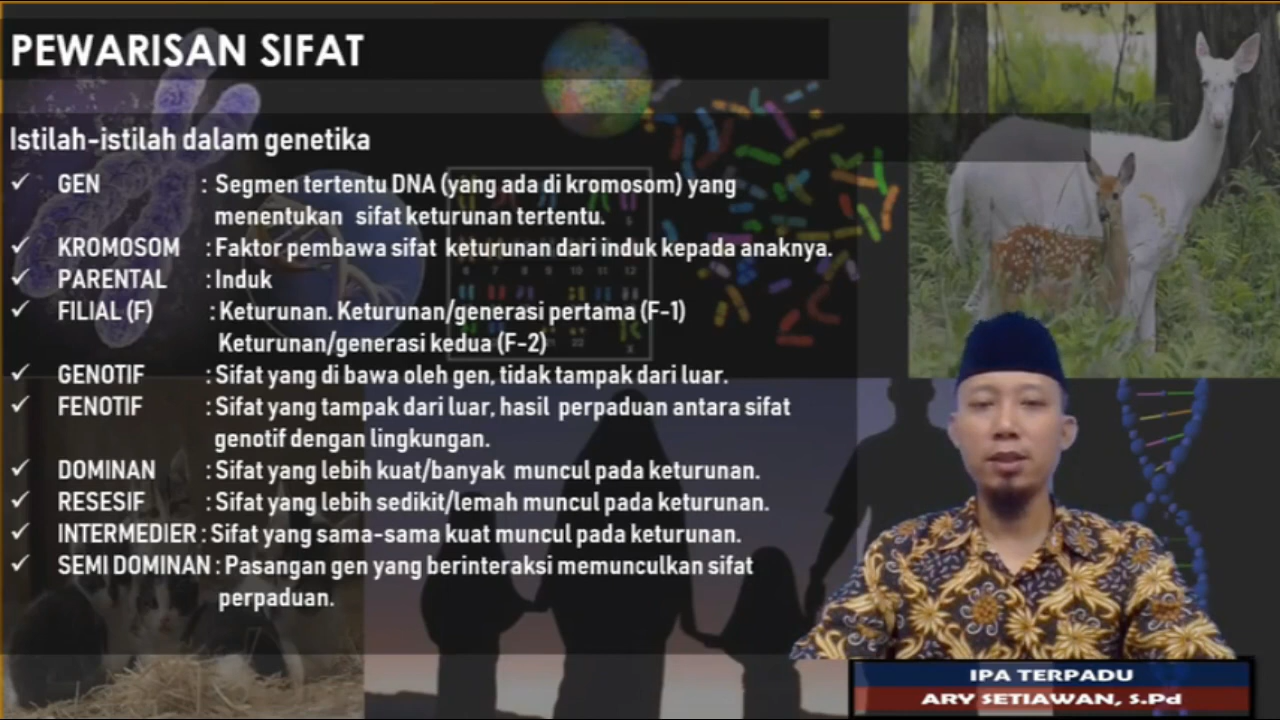 PEWARISAN SIFAT
Istilah-istilah dalam genetika
✓ GEN : Segmen tertentu DNA (yang ada di kromosom) yang
menentukan sifat keturunan tertentu.
✓ KROMOSOM : Faktor pembawa sifat keturunan dari induk kepada anaknya.
✓ PARENTAL : Induk
✓ FILIAL (F) : Keturunan. Keturunan/generasi pertama (F-1)
Keturunan/generasi kedua (F-2)
✓ GENOTIF : Sifat yang di bawa oleh gen, tidak tampak dari luar.
✓ FENOTIF : Sifat yang tampak dari luar, hasil perpaduan antara sifat
genotif dengan lingkungan.
✓ DOMINAN : Sifat yang lebih kuat/banyak muncul pada keturunan.
✓ RESESIF : Sifat yang lebih sedikit/lemah muncul pada keturunan.
✓ INTERMEDIER : Sifat yang sama-sama kuat muncul pada keturunan.
✓ SEMI DOMINAN : Pasangan gen yang berinteraksi memunculkan sifat
perpaduan.
IPA TERPADU
ARY SETIAWAN, S.Pd